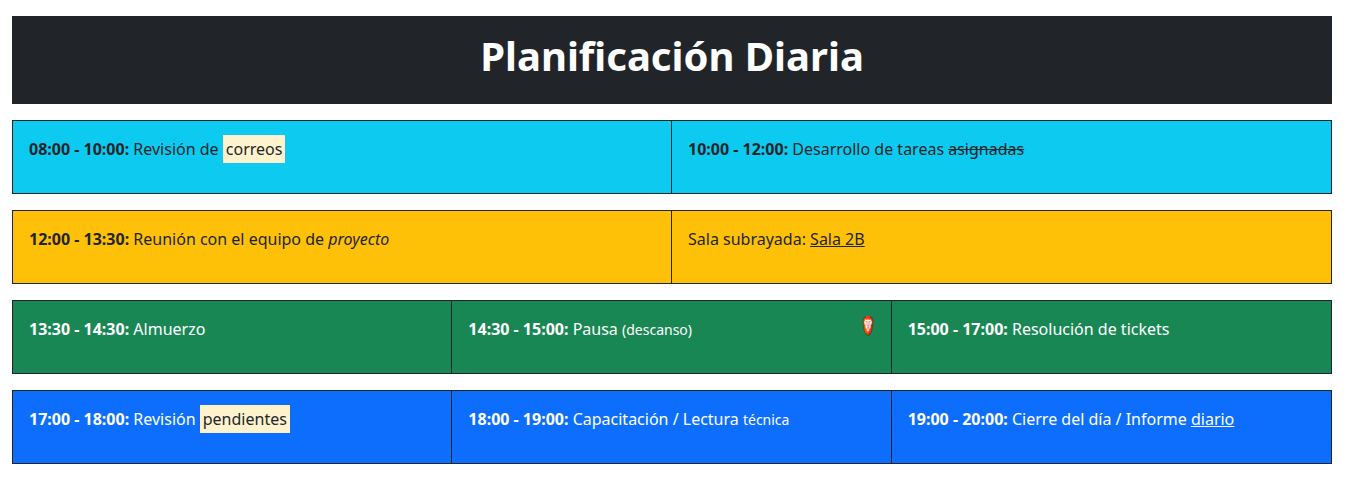 Planificación Diaria
08:00 - 10:00: Revisión de correos
10:00 - 12:00: Desarrollo de tareas asignadas
12:00 - 13:30: Reunión con el equipo de proyecto
Sala subrayada: Sala 2B
13:30 - 14:30: Almuerzo
14:30 - 15:00: Pausa (descanso)
15:00 - 17:00: Resolución de tickets
17:00 - 18:00: Revisión pendientes
18:00 - 19:00: Capacitación / Lectura técnica
19:00 - 20:00: Cierre del día / Informe diario